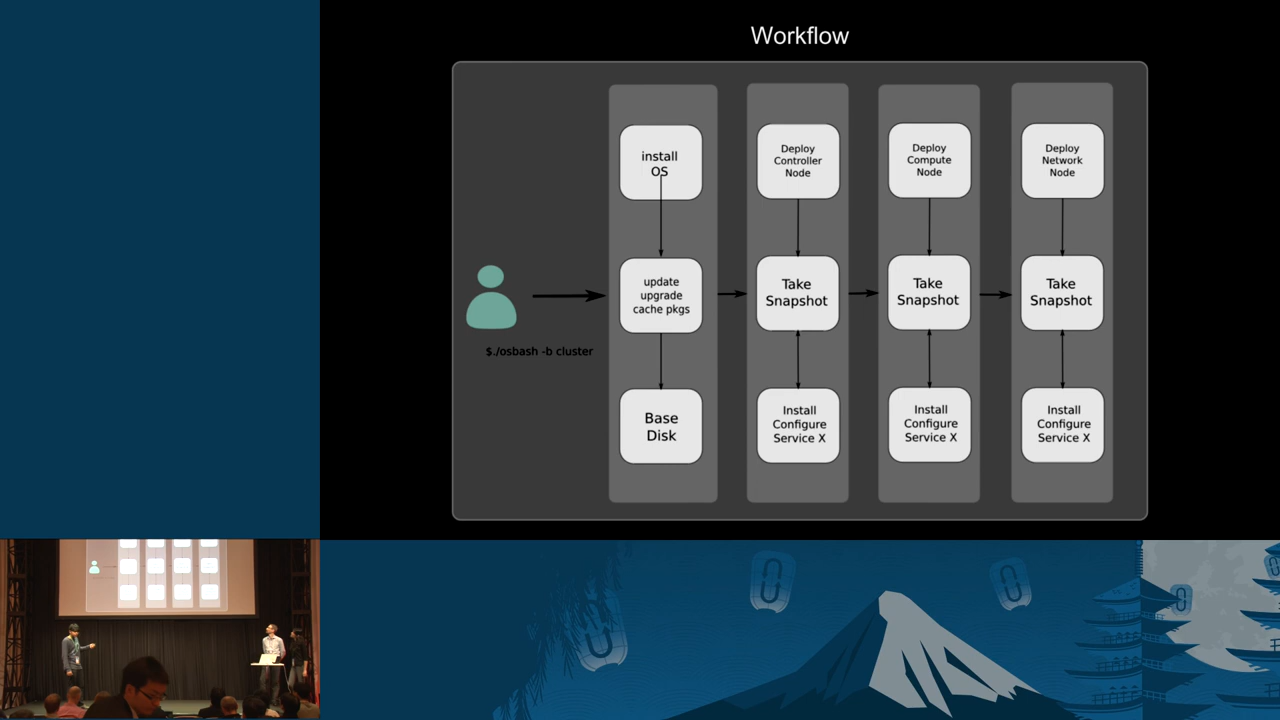 Workflow
install
OS
update
upgrade
cache pkgs
Base
Disk
Deploy
Controller
Node
Take
Snapshot
Install
Configure
Service X
Deploy
Compute
Node
Take
Snapshot
Install
Configure
Service X
Deploy
Network
Node
Take
Snapshot
Install
Configure
Service X
$./osbash -b cluster